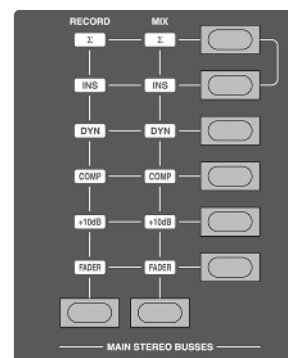 RECORD MIX
Σ Σ
INS INS
DYN DYN
COMP COMP
+10dB +10dB
FADER FADER
MAIN STEREO BUSSES